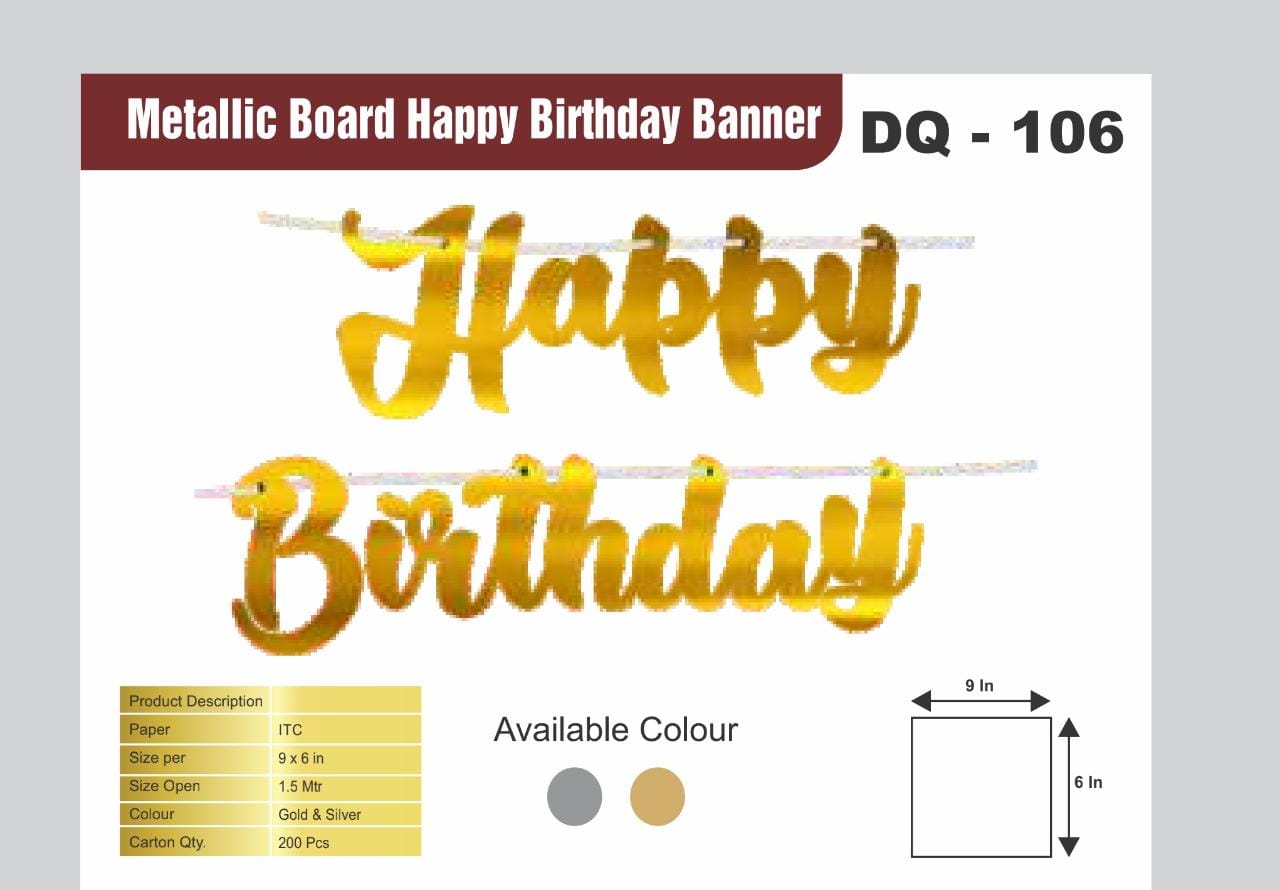 Metallic Board Happy Birthday Banner
DQ - 106
Happy
Birthday
Product Description
Paper ITC
Size per 9 x 6 in
Size Open 1.5 Mtr
Colour Gold & Silver
Carton Qty. 200 Pcs
Available Colour
9 In
6 In